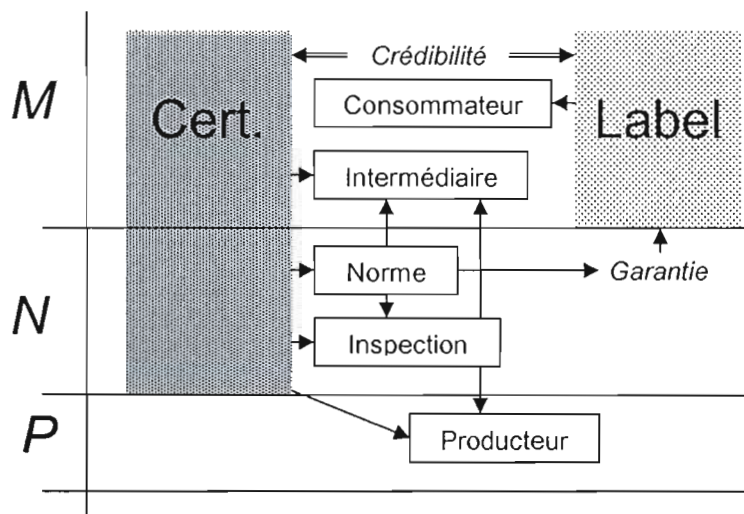 Crédibilité
M
Consommateur
Cert.
Label
Intermédiaire
Norme
Garantie
N
Inspection
P
Producteur